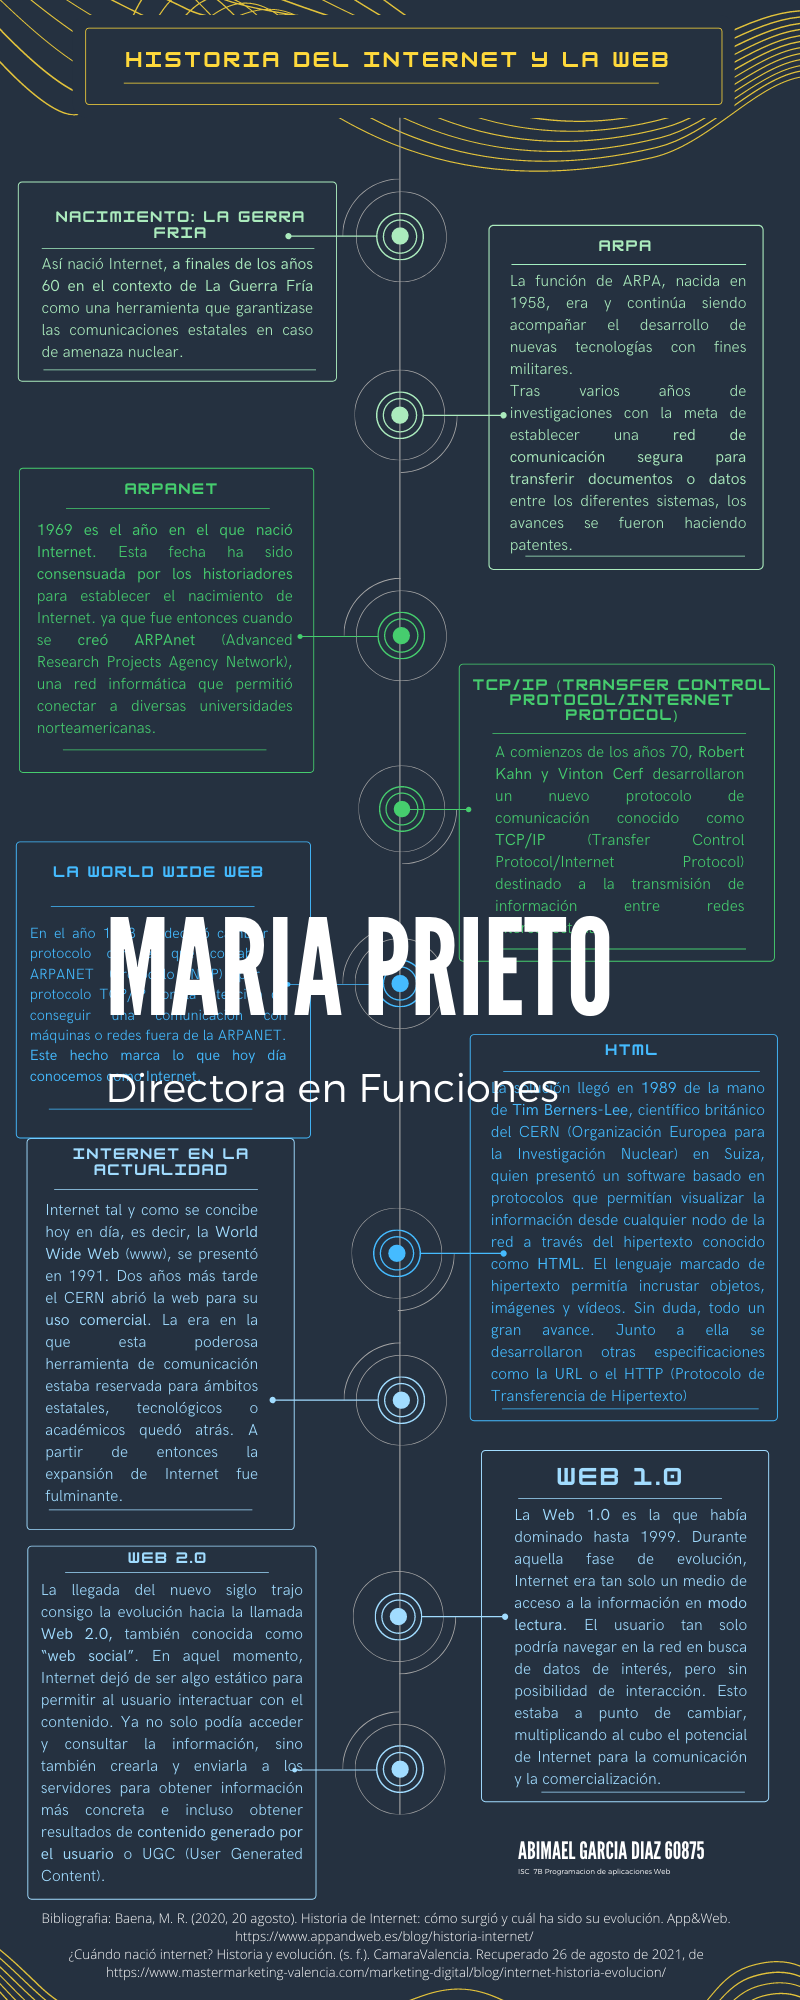 HISTORIA DEL INTERNET Y LA WEB
NACIMIENTO: LA GERRA
FRIA
Así nació Internet, a finales de los años
60 en el contexto de La Guerra Fría
como una herramienta que garantizase
las comunicaciones estatales en caso
de amenaza nuclear.
ARPA
La función de ARPA, nacida en
1958, era y continúa siendo
acompañar el desarrollo de
nuevas tecnologías con fines
militares.
Tras varios años de
investigaciones con la meta de
establecer una red de
comunicación segura para
transferir documentos o datos
entre los diferentes sistemas, los
avances se fueron haciendo
patentes.
ARPANET
1969 es el año en el que nació
Internet. Esta fecha ha sido
consensuada por los historiadores
para establecer el nacimiento de
Internet. ya que fue entonces cuando
se creó ARPAnet (Advanced
Research Projects Agency Network),
una red informática que permitió
conectar a diversas universidades
norteamericanas.
TCP/IP (TRANSFER CONTROL
PROTOCOL/INTERNET
PROTOCOL)
A comienzos de los años 70, Robert
Kahn y Vinton Cerf desarrollaron
un nuevo protocolo de
comunicación conocido como
TCP/IP (Transfer Control
Protocol/Internet Protocol)
destinado a la transmisión de
información entre redes
LA WORLD WIDE WEB
En el año
protocolo
ARPANET
protocolo
conseguir una comunicación con
máquinas o redes fuera de la ARPANET.
Este hecho marca lo que hoy día
conocemos como Internet.
MARIA PRIETO
Directora en Funciones
HTML
La solución llegó en 1989 de la mano
de Tim Berners-Lee, científico británico
del CERN (Organización Europea para
la Investigación Nuclear) en Suiza,
quien presentó un software basado en
protocolos que permitían visualizar la
información desde cualquier nodo de la
red a través del hipertexto conocido
como HTML. El lenguaje marcado de
hipertexto permitía incrustar objetos,
imágenes y vídeos. Sin duda, todo un
gran avance. Junto a ella se
desarrollaron otras especificaciones
como la URL o el HTTP (Protocolo de
Transferencia de Hipertexto)
INTERNET EN LA
ACTUALIDAD
Internet tal y como se concibe
hoy en día, es decir, la World
Wide Web (www), se presentó
en 1991. Dos años más tarde
el CERN abrió la web para su
uso comercial. La era en la
que esta poderosa
herramienta de comunicación
estaba reservada para ámbitos
estatales, tecnológicos o
académicos quedó atrás. A
partir de entonces la
expansión de Internet fue
fulminante.
WEB 1.0
La Web 1.0 es la que había
dominado hasta 1999. Durante
aquella fase de evolución,
Internet era tan solo un medio de
acceso a la información en modo
lectura. El usuario tan solo
podría navegar en la red en busca
de datos de interés, pero sin
posibilidad de interacción. Esto
estaba a punto de cambiar,
multiplicando al cubo el potencial
de Internet para la comunicación
y la comercialización.
WEB 2.0
La llegada del nuevo siglo trajo
consigo la evolución hacia la llamada
Web 2.0, también conocida como
“web social”. En aquel momento,
Internet dejó de ser algo estático para
permitir al usuario interactuar con el
contenido. Ya no solo podía acceder
y consultar la información, sino
también crearla y enviarla a los
servidores para obtener información
más concreta e incluso obtener
resultados de contenido generado por
el usuario o UGC (User Generated
Content).
ABIMAEL GARCIA DIAZ 60875
ISC 7B Programacion de aplicaciones Web
Bibliografia: Baena, M. R. (2020, 20 agosto). Historia de Internet: cómo surgió y cuál ha sido su evolución. App&Web.
https://www.appandweb.es/blog/historia-internet/
¿Cuándo nació internet? Historia y evolución. (s. f.). CamaraValencia. Recuperado 26 de agosto de 2021, de
https://www.mastermarketing-valencia.com/marketing-digital/blog/internet-historia-evolucion/